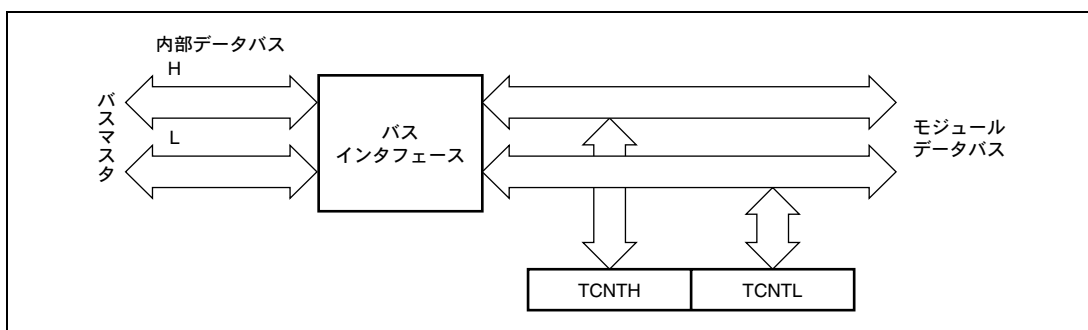 内部データバス
H
L
バスマスタ
バス
インタフェース
モジュール
データバス
TCNTH
TCNTL